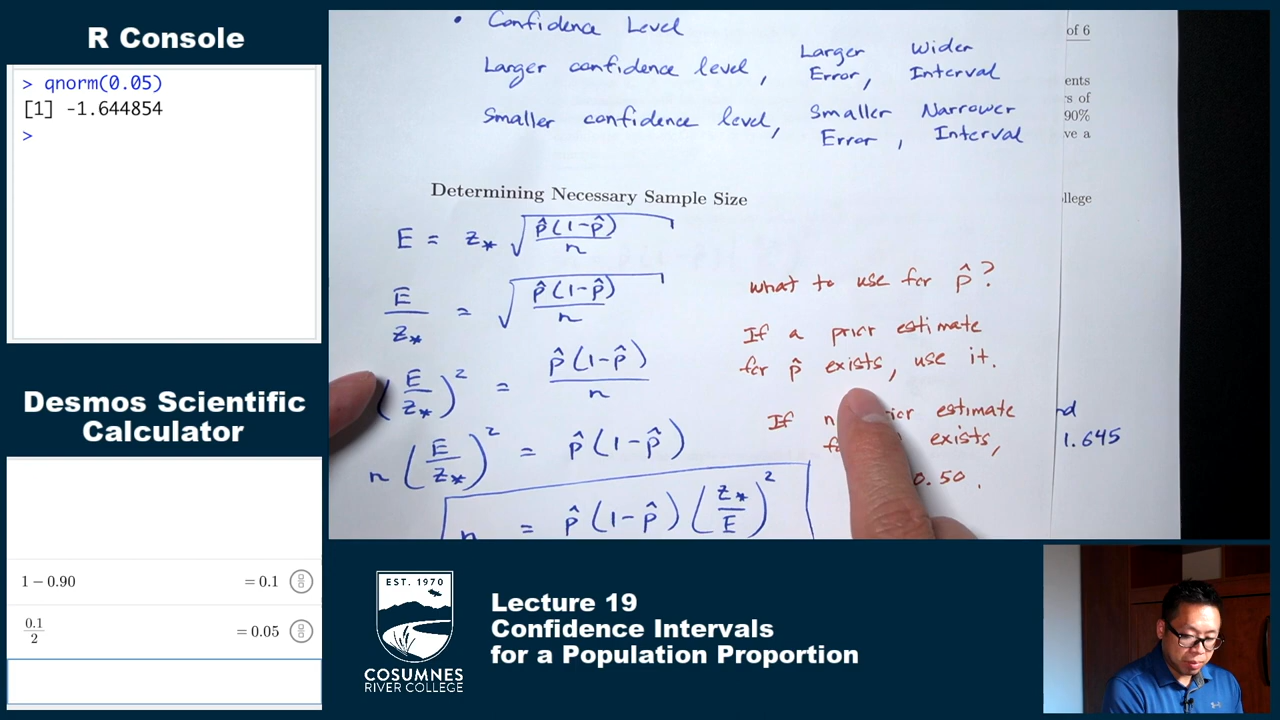 R Console
> qnorm(0.05)
[1] -1.644854
>
Desmos Scientific
Calculator
1 − 0.90 = 0.1
0.1/2 = 0.05
• Confidence Level
Larger confidence level, Larger Error, Wider Interval
Smaller confidence level, Smaller Error, Narrower Interval
Determining Necessary Sample Size
E = z* √(p̂(1-p̂)/n)
E/z* = √(p̂(1-p̂)/n)
(E/z*)² = p̂(1-p̂)/n
n (E/z*)² = p̂(1-p̂)
n = p̂(1-p̂)(z*/E)²
What to use for p̂?
If a prior estimate
for p̂ exists, use it.
If estimate
exists,
0.50.
of 6
90%
1.645
EST. 1970
COSUMNES
RIVER COLLEGE
Lecture 19
Confidence Intervals
for a Population Proportion